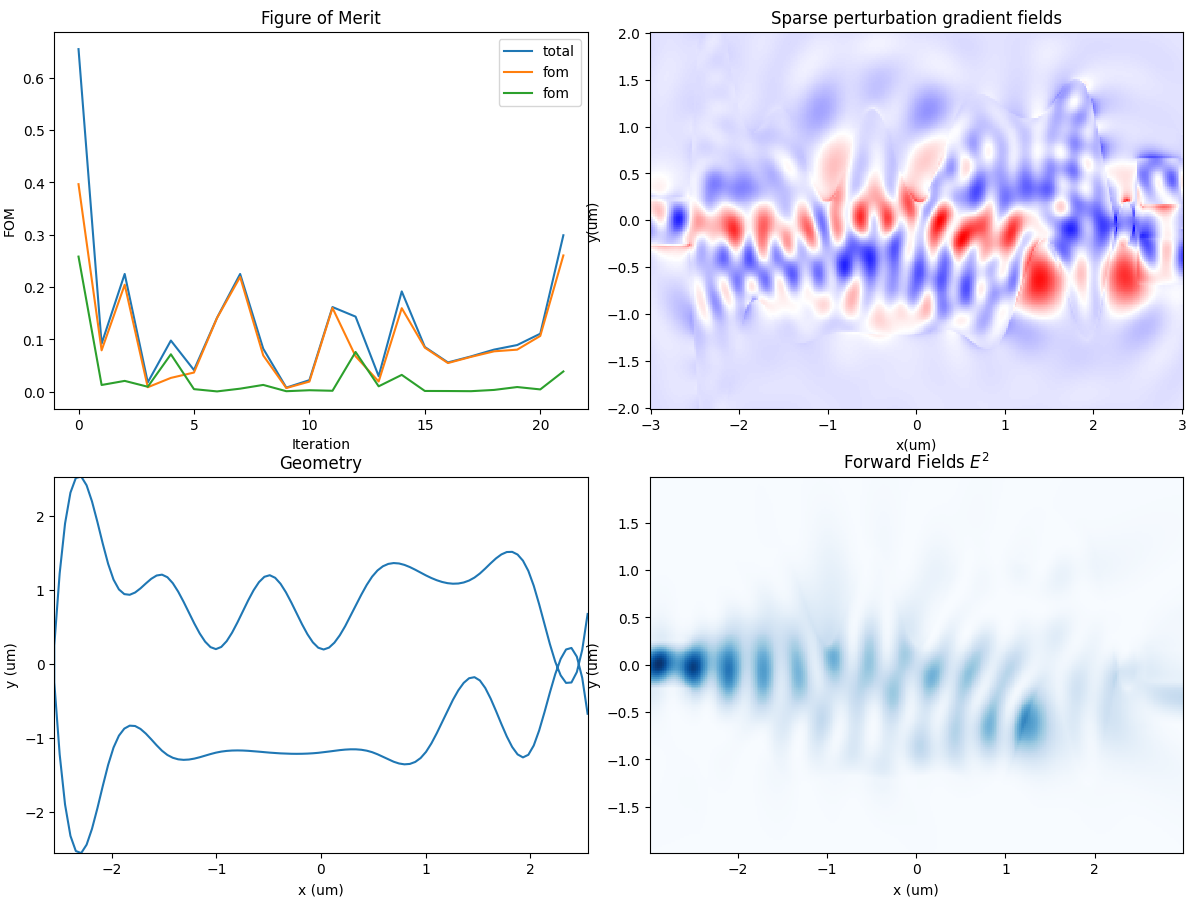 Figure of Merit
FOM
0.6
0.5
0.4
0.3
0.2
0.1
0.0
0 5 10 15 20
Iteration
total
fom
fom
Sparse perturbation gradient fields
y(um)
2.0
1.5
1.0
0.5
0.0
−0.5
−1.0
−1.5
−2.0
−3 −2 −1 0 1 2 3
x(um)
Geometry
y (um)
2
1
0
−1
−2
−2 −1 0 1 2
x (um)
Forward Fields E²
y (um)
1.5
1.0
0.5
0.0
−0.5
−1.0
−1.5
−2 −1 0 1 2
x (um)